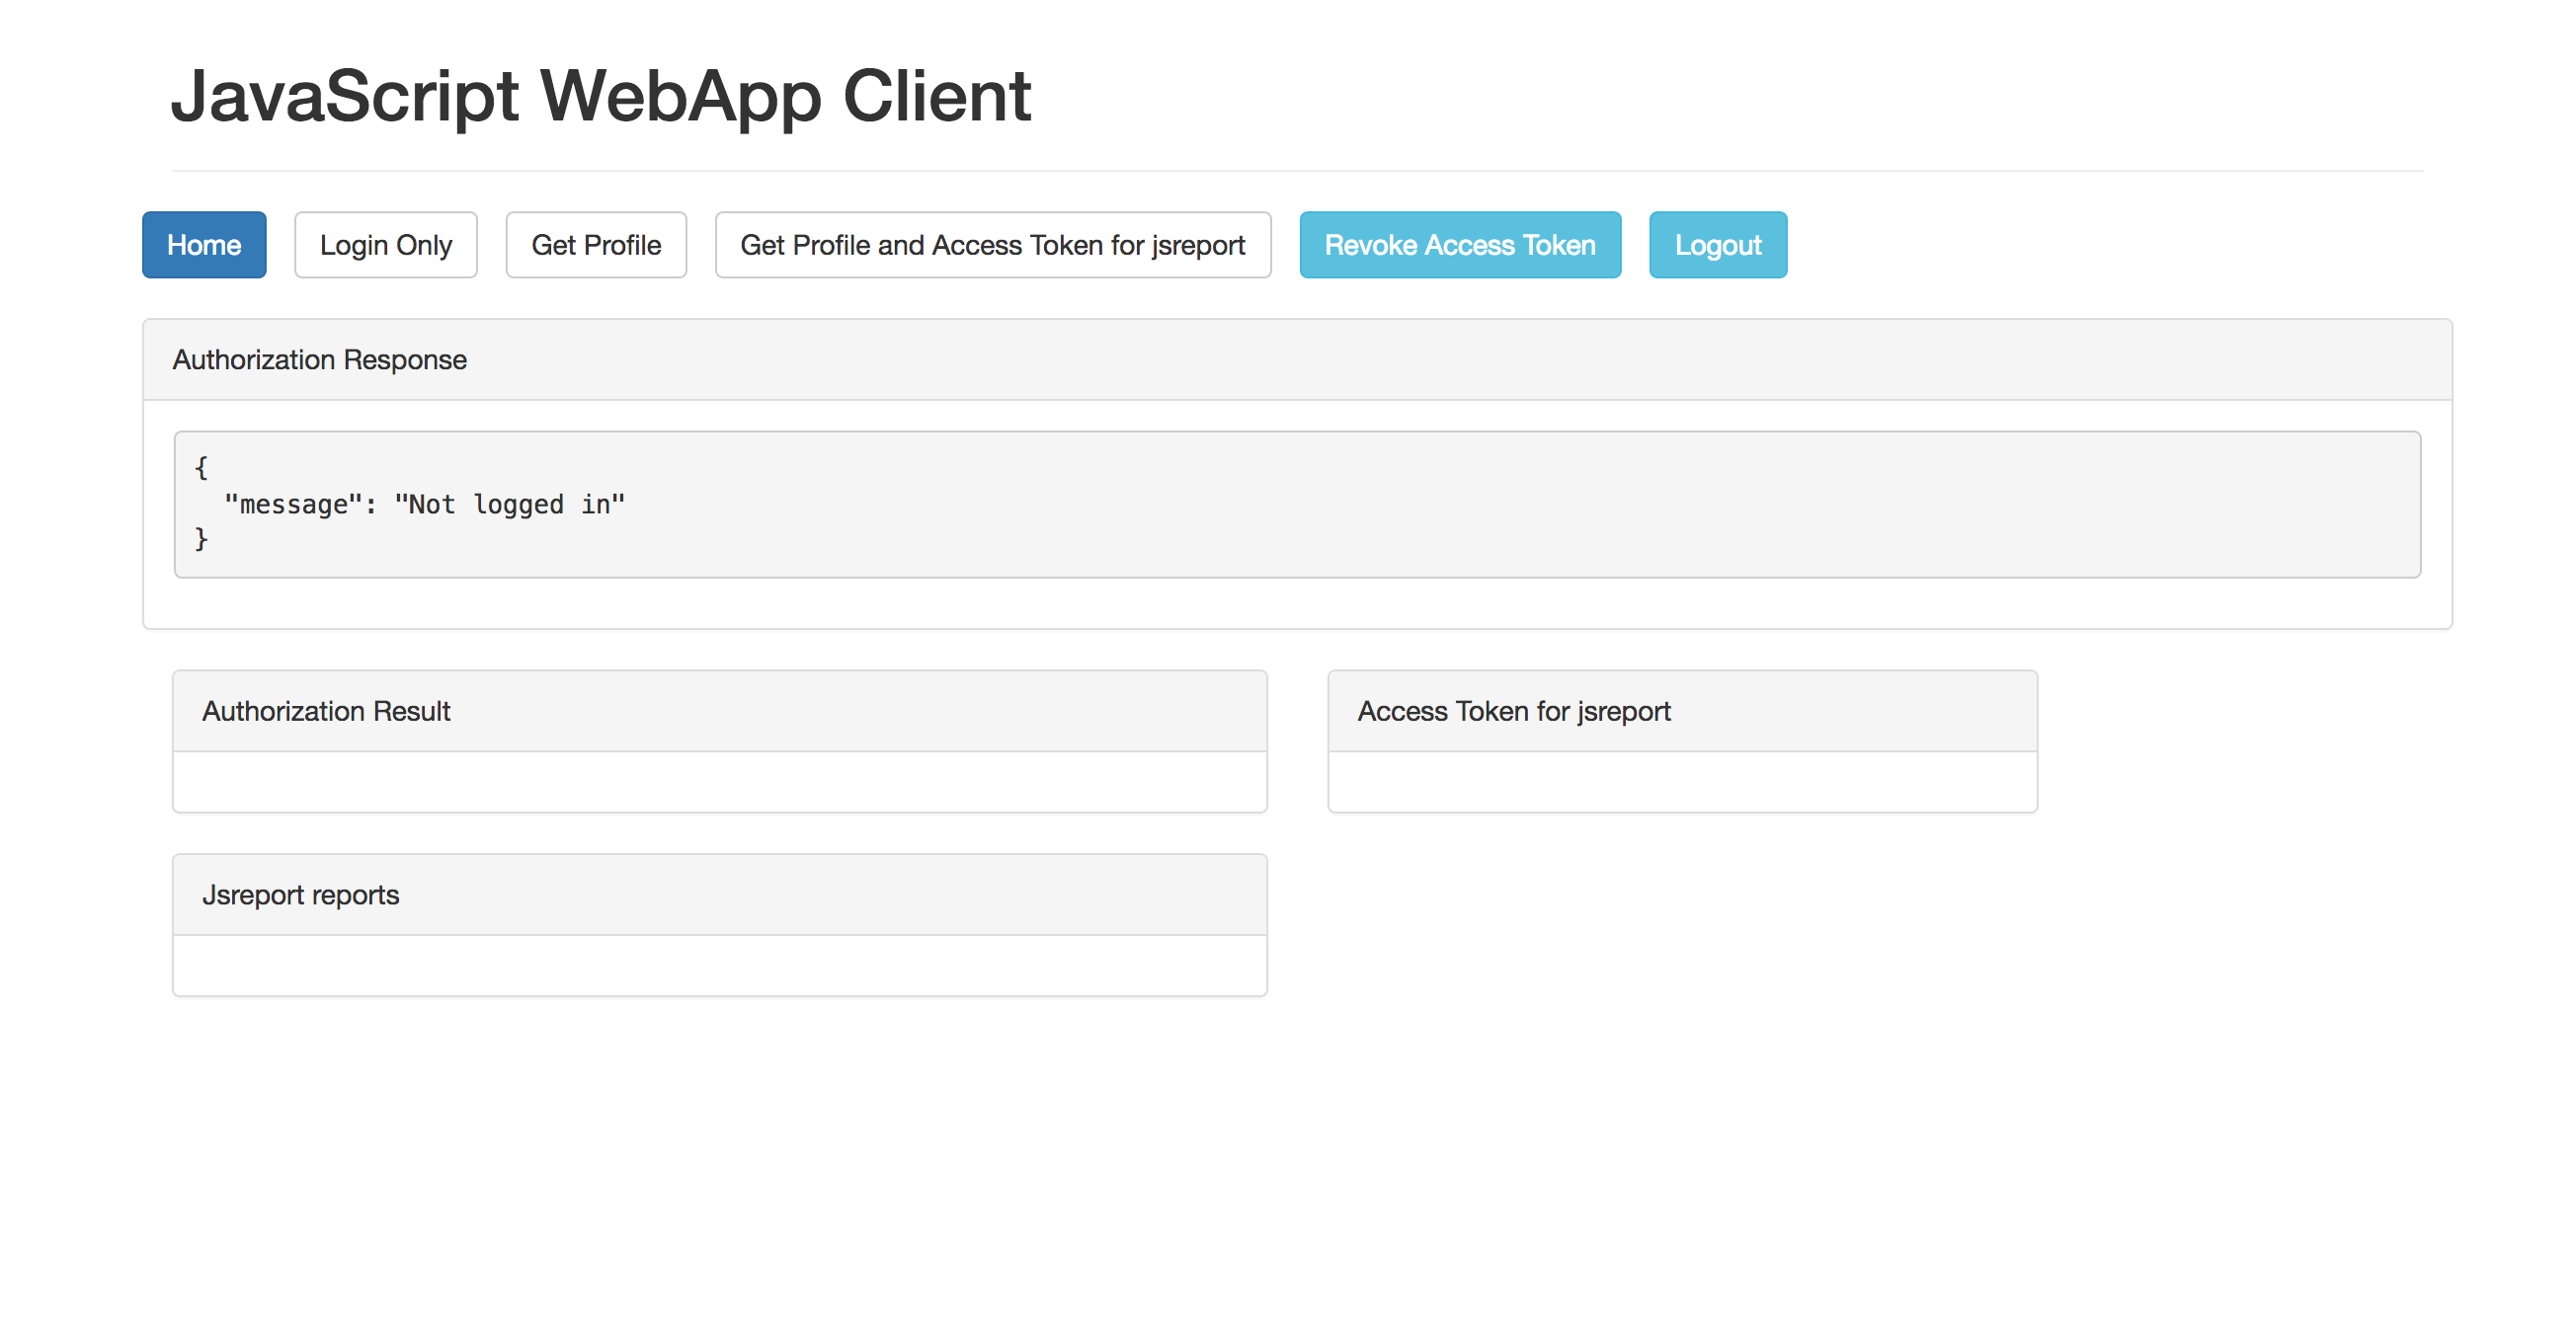 JavaScript WebApp Client
Home
Login Only
Get Profile
Get Profile and Access Token for jsreport
Revoke Access Token
Logout
Authorization Response
{
  "message": "Not logged in"
}
Authorization Result
Access Token for jsreport
Jsreport reports